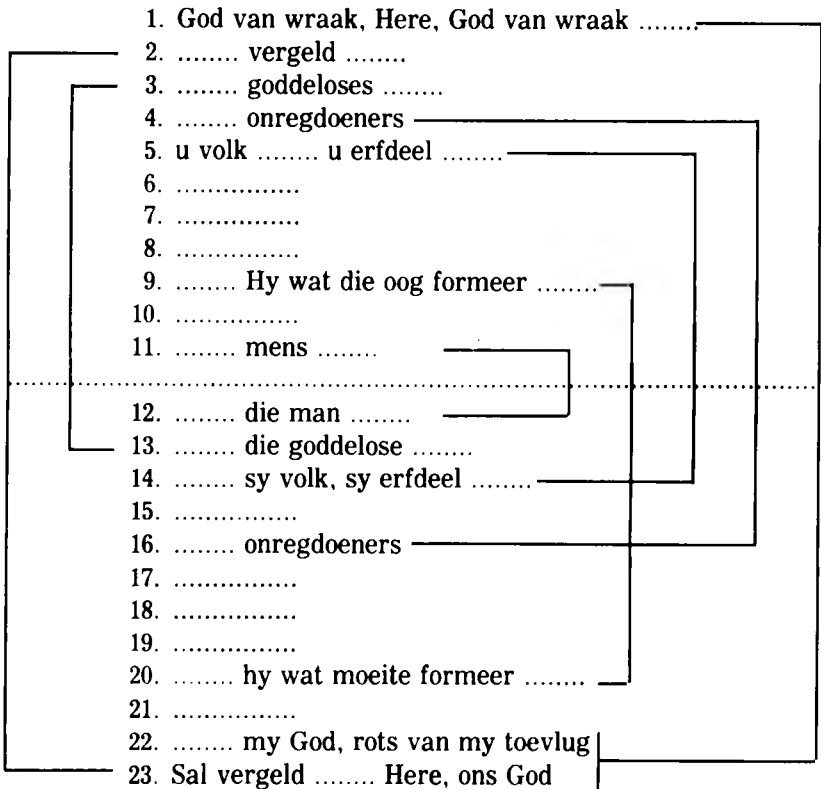 1. God van wraak, Here, God van wraak ........
2. ........ vergeld ........
3. ........ goddeloses ........
4. ........ onregdoeners
5. u volk ........ u erfdeel ........
6. ................
7. ................
8. ................
9. ........ Hy wat die oog formeer ........
10. ................
11. ........ mens ........
12. ........ die man ........
13. ........ die goddelose ........
14. ........ sy volk, sy erfdeel ........
15. ................
16. ........ onregdoeners
17. ................
18. ................
19. ................
20. ........ hy wat moeite formeer ........
21. ................
22. ........ my God, rots van my toevlug
23. Sal vergeld ........ Here, ons God